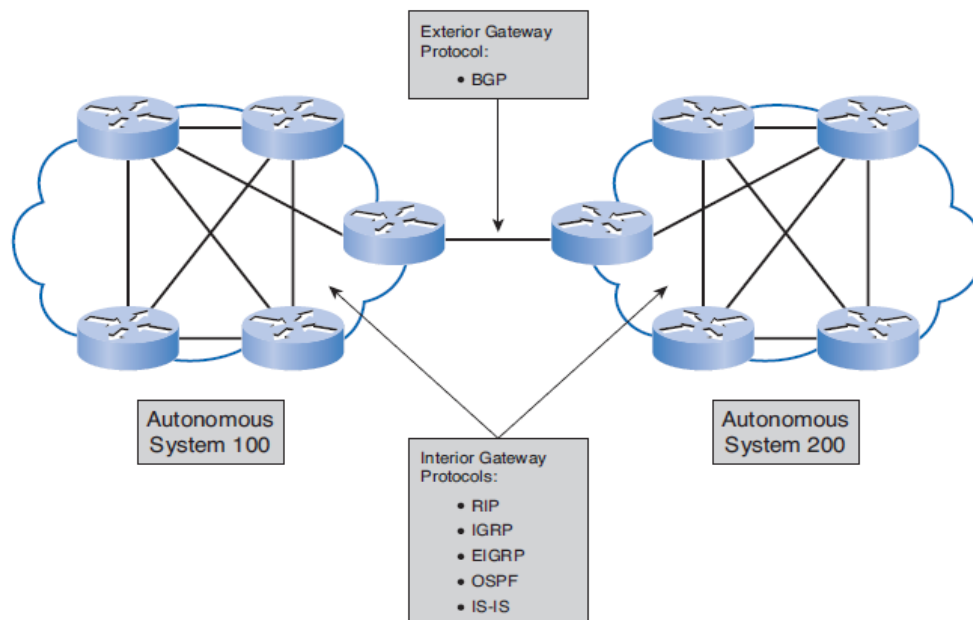 Exterior Gateway
Protocol:
• BGP
Autonomous
System 100
Autonomous
System 200
Interior Gateway
Protocols:
• RIP
• IGRP
• EIGRP
• OSPF
• IS-IS